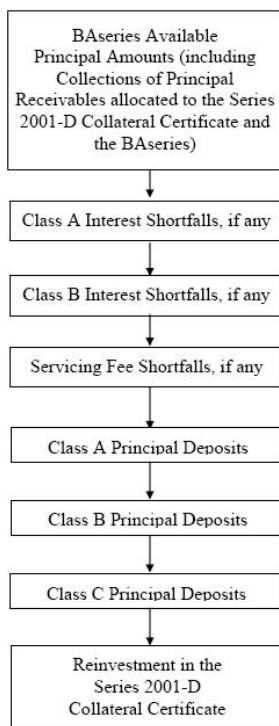 BAseries Available
Principal Amounts (including
Collections of Principal
Receivables allocated to the Series
2001-D Collateral Certificate and
the BAseries)
Class A Interest Shortfalls, if any
Class B Interest Shortfalls, if any
Servicing Fee Shortfalls, if any
Class A Principal Deposits
Class B Principal Deposits
Class C Principal Deposits
Reinvestment in the
Series 2001-D
Collateral Certificate